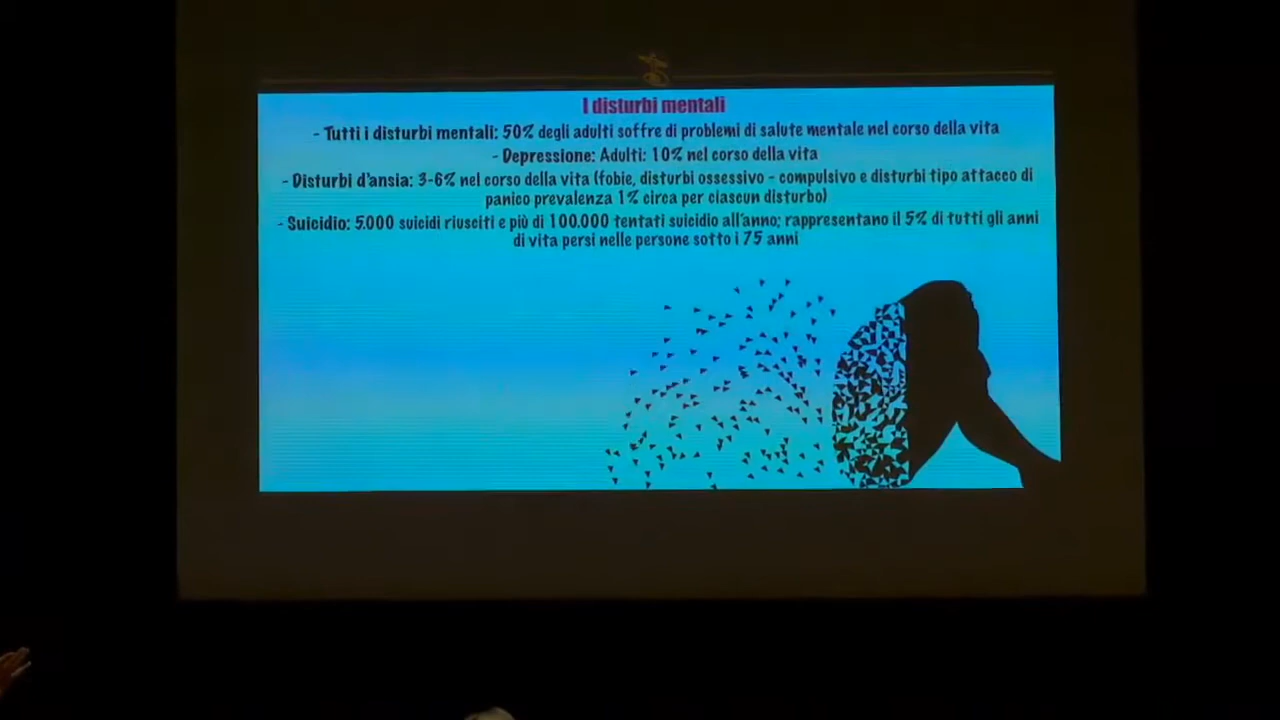 I disturbi mentali
- Tutti i disturbi mentali: 50% degli adulti soffre di problemi di salute mentale nel corso della vita
- Depressione: Adulti: 10% nel corso della vita
- Disturbi d'ansia: 3-6% nel corso della vita (fobie, disturbi ossessivo - compulsivo e disturbi tipo attacco di
panico prevalenza 1% circa per ciascun disturbo)
- Suicidio: 5.000 suicidi riusciti e più di 100.000 tentati suicidio all'anno; rappresentano il 5% di tutti gli anni
di vita persi nelle persone sotto i 75 anni